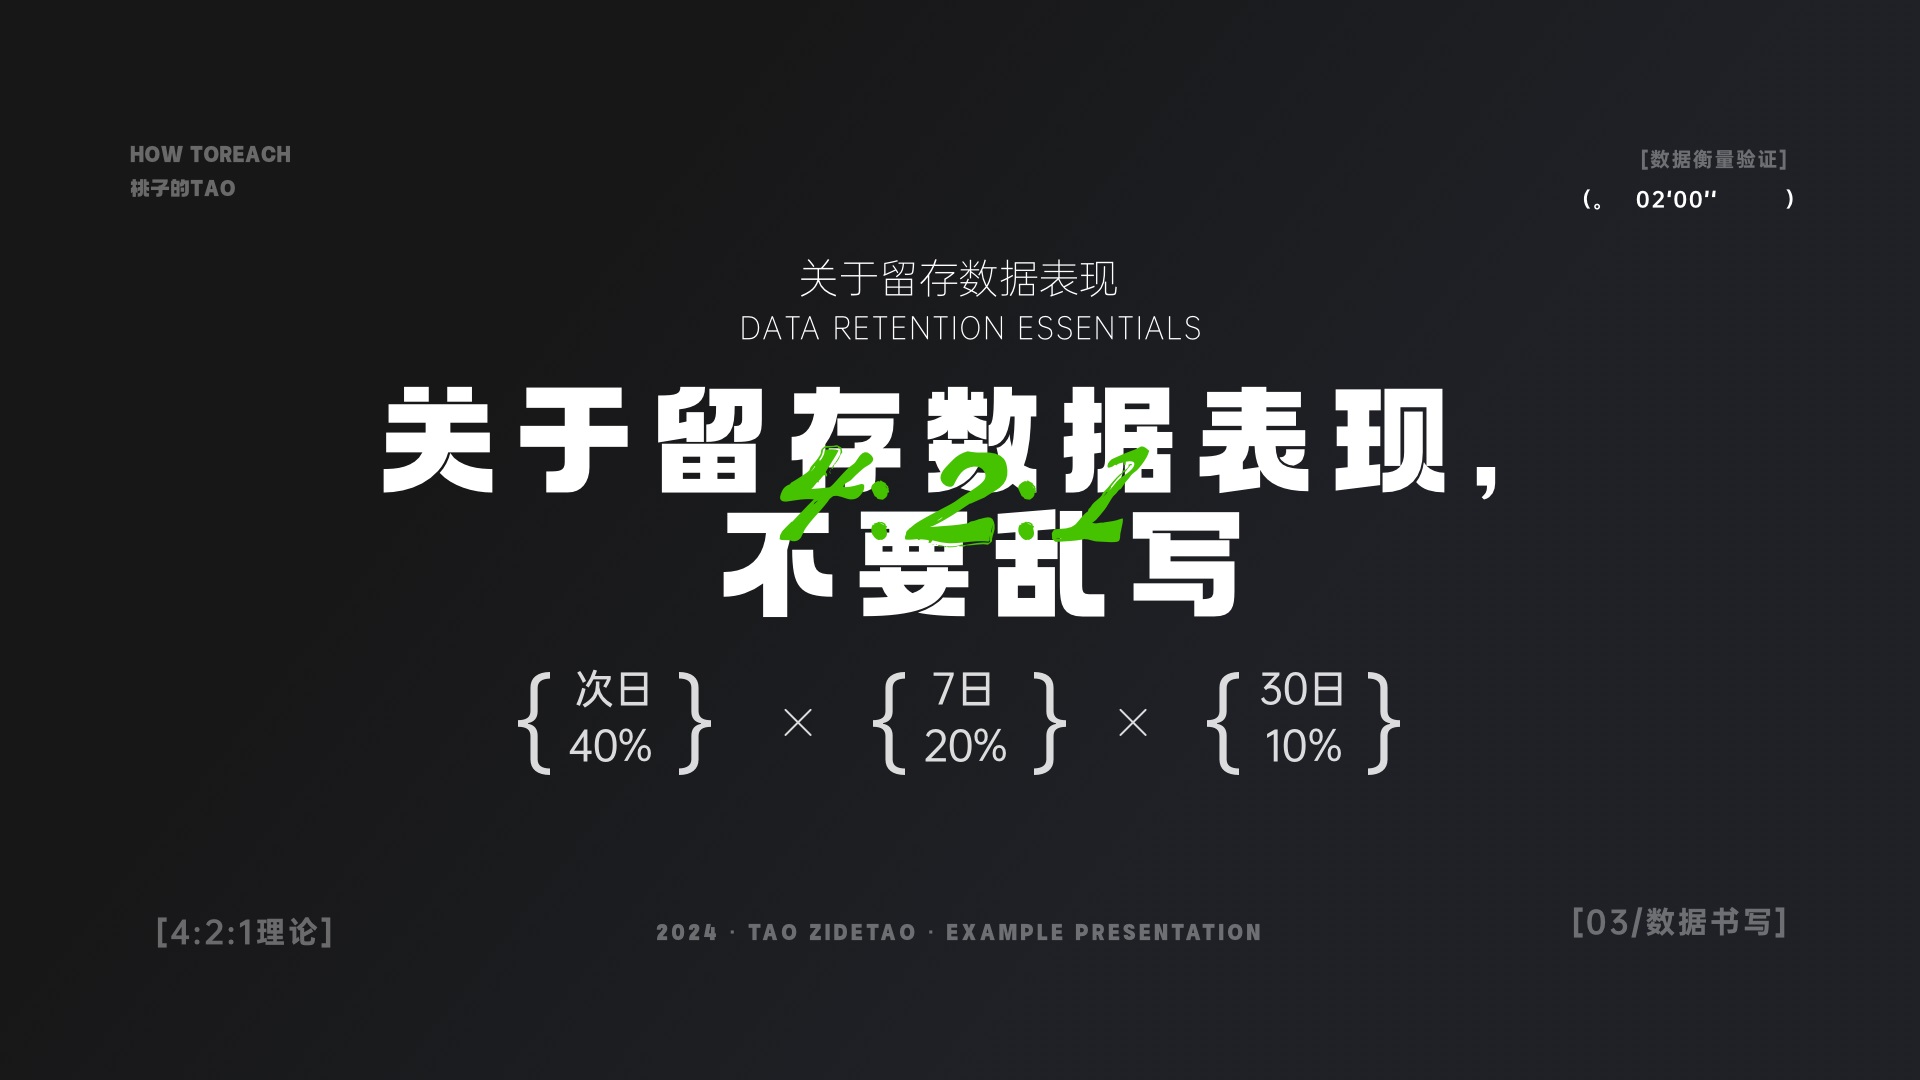 HOW TOREACH
桃子的TAO
[数据衡量验证]
(。 02'00'' )
关于留存数据表现
DATA RETENTION ESSENTIALS
关于留存数据表现，
4:2:1
不要乱写
{ 次日 40% } × { 7日 20% } × { 30日 10% }
[4:2:1理论]
2024 · TAO ZIDETAO · EXAMPLE PRESENTATION
[03/数据书写]